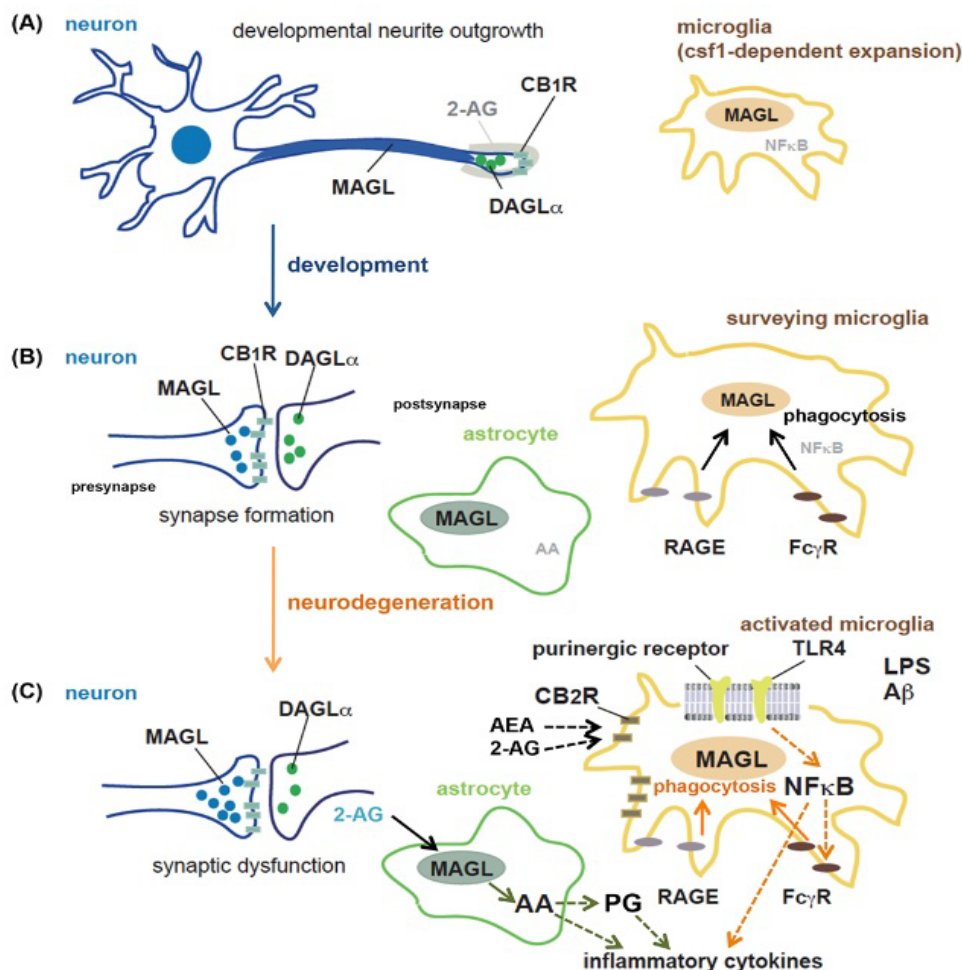 (A) neuron
developmental neurite outgrowth
microglia
(csf1-dependent expansion)
CB1R
2-AG
MAGL
DAGLα
MAGL
NFκB
development
(B) neuron
CB1R
DAGLα
MAGL
presynapse
postsynapse
synapse formation
astrocyte
MAGL
AA
surveying microglia
MAGL
phagocytosis
NFκB
RAGE
FcγR
neurodegeneration
(C) neuron
DAGLα
MAGL
synaptic dysfunction
2-AG
astrocyte
MAGL
AA
PG
activated microglia
purinergic receptor
TLR4
LPS
Aβ
CB2R
AEA
2-AG
MAGL
phagocytosis
NFκB
RAGE
FcγR
inflammatory cytokines